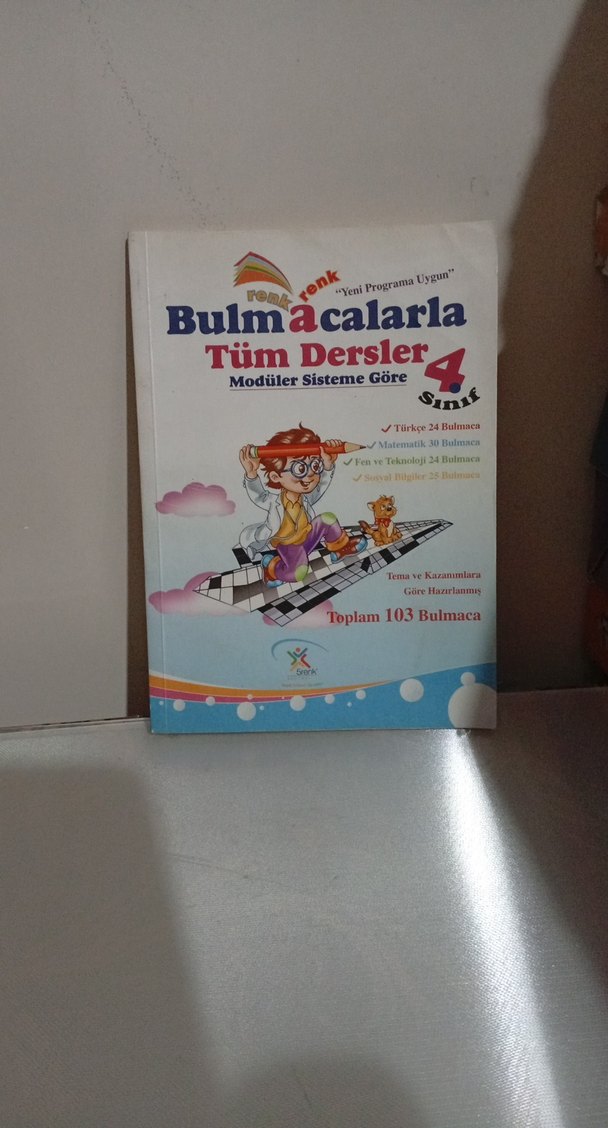 renk renk
"Yeni Programa Uygun"
Bulmacalarla
Tüm Dersler
Modüler Sisteme Göre
4.
Sınıf
Türkçe 24 Bulmaca
Matematik 30 Bulmaca
Fen ve Teknoloji 24 Bulmaca
Sosyal Bilgiler 25 Bulmaca
Tema ve Kazanımlara
Göre Hazırlanmış
Toplam 103 Bulmaca
5renk